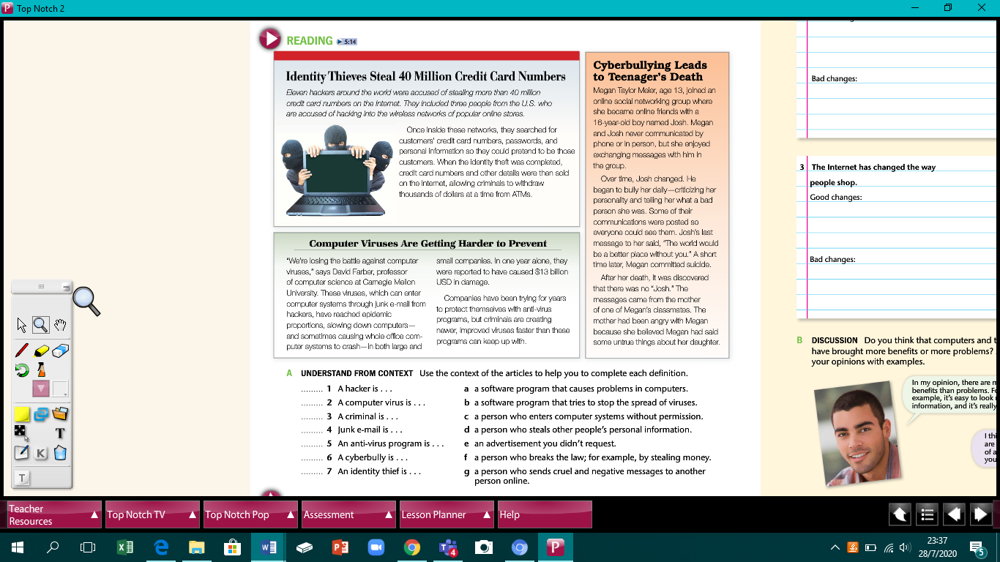 Top Notch 2
READING ▶ 5:14
Identity Thieves Steal 40 Million Credit Card Numbers
Eleven hackers around the world were accused of stealing more than 40 million
credit card numbers on the Internet. They included three people from the U.S. who
are accused of hacking into the wireless networks of popular online stores.
Once inside these networks, they searched for
customers' credit card numbers, passwords, and
personal information so they could pretend to be those
customers. When the identity theft was completed,
credit card numbers and other details were then sold
on the Internet, allowing criminals to withdraw
thousands of dollars at a time from ATMs.
Computer Viruses Are Getting Harder to Prevent
"We're losing the battle against computer
viruses," says David Farber, professor
of computer science at Carnegie Mellon
University. These viruses, which can enter
computer systems through junk e-mail from
hackers, have reached epidemic
proportions, slowing down computers—
and sometimes causing whole office com-
puter systems to crash—in both large and
small companies. In one year alone, they
were reported to have caused $13 billion
USD in damage.
Companies have been trying for years
to protect themselves with anti-virus
programs, but criminals are creating
newer, improved viruses faster than these
programs can keep up with.
Cyberbullying Leads
to Teenager's Death
Megan Taylor Meier, age 13, joined an
online social networking group where
she became online friends with a
16-year-old boy named Josh. Megan
and Josh never communicated by
phone or in person, but she enjoyed
exchanging messages with him in
the group.
Over time, Josh changed. He
began to bully her daily—criticizing her
personality and telling her what a bad
person she was. Some of their
communications were posted so
everyone could see them. Josh's last
message to her said, "The world would
be a better place without you." A short
time later, Megan committed suicide.
After her death, it was discovered
that there was no "Josh." The
messages came from the mother
of one of Megan's classmates. The
mother had been angry with Megan
because she believed Megan had said
some untrue things about her daughter.
A UNDERSTAND FROM CONTEXT Use the context of the articles to help you to complete each definition.
......... 1 A hacker is . . .
......... 2 A computer virus is . . .
......... 3 A criminal is . . .
......... 4 Junk e-mail is . . .
......... 5 An anti-virus program is . . .
......... 6 A cyberbully is . . .
......... 7 An identity thief is . . .
a a software program that causes problems in computers.
b a software program that tries to stop the spread of viruses.
c a person who enters computer systems without permission.
d a person who steals other people's personal information.
e an advertisement you didn't request.
f a person who breaks the law; for example, by stealing money.
g a person who sends cruel and negative messages to another
person online.
Bad changes:
3 The Internet has changed the way
people shop.
Good changes:
Bad changes:
B DISCUSSION Do you think that computers and t
have brought more benefits or more problems?
your opinions with examples.
In my opinion, there are m
benefits than problems. Fo
example, it's easy to look
information, and it's really
I thi
are
of a
you
T
K
T
Teacher
Resources
Top Notch TV
Top Notch Pop
Assessment
Lesson Planner
Help
4
23:37
28/7/2020
5